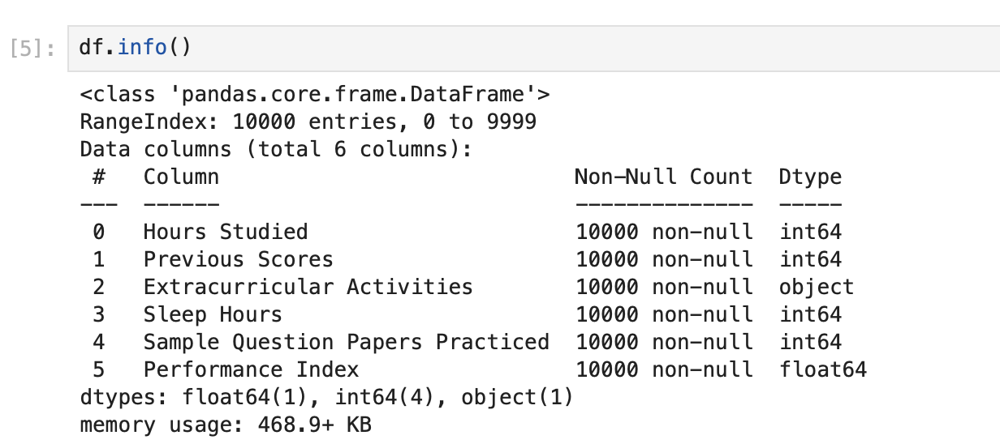 [5]: df.info()
<class 'pandas.core.frame.DataFrame'>
RangeIndex: 10000 entries, 0 to 9999
Data columns (total 6 columns):
 #   Column                            Non-Null Count  Dtype
---  ------                            --------------  -----
 0   Hours Studied                     10000 non-null  int64
 1   Previous Scores                   10000 non-null  int64
 2   Extracurricular Activities        10000 non-null  object
 3   Sleep Hours                       10000 non-null  int64
 4   Sample Question Papers Practiced  10000 non-null  int64
 5   Performance Index                 10000 non-null  float64
dtypes: float64(1), int64(4), object(1)
memory usage: 468.9+ KB